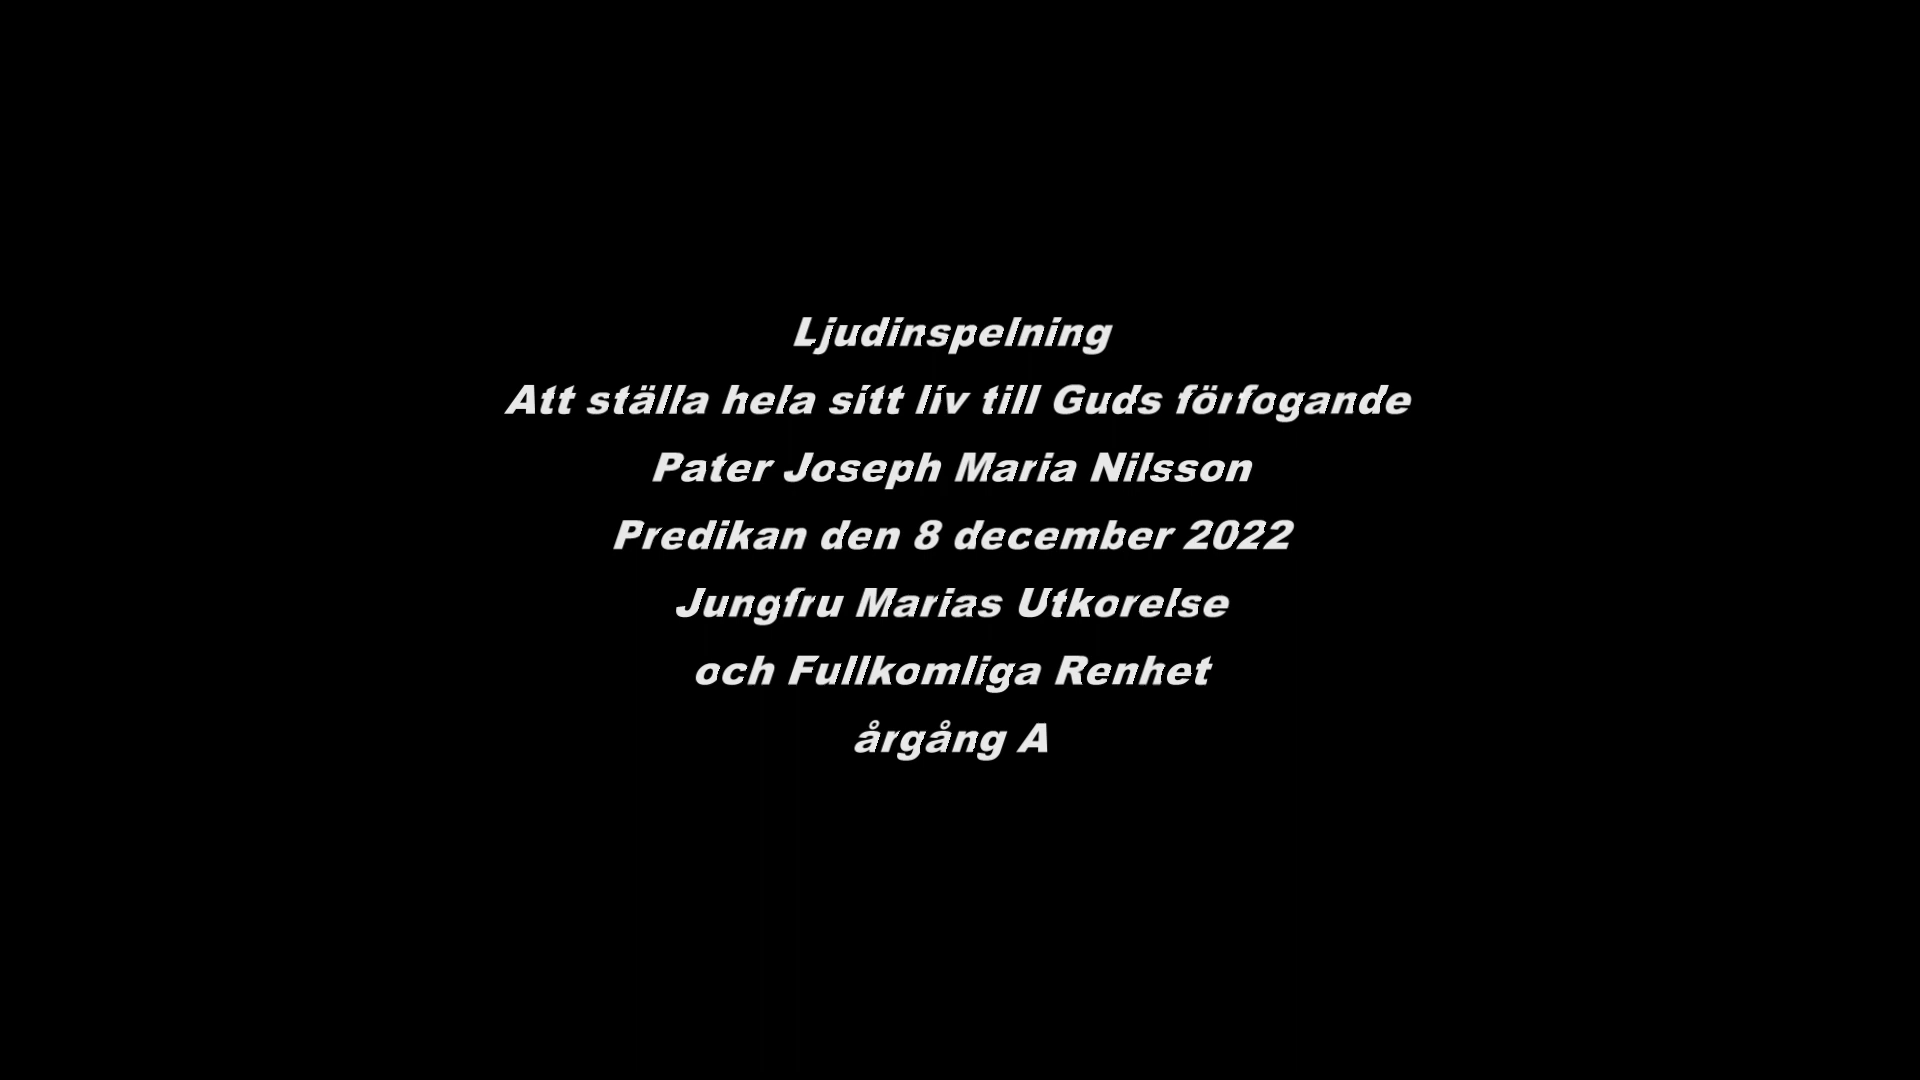 Ljudinspelning
Att ställa hela sitt liv till Guds förfogande
Pater Joseph Maria Nilsson
Predikan den 8 december 2022
Jungfru Marias Utkorelse
och Fullkomliga Renhet
årgång A